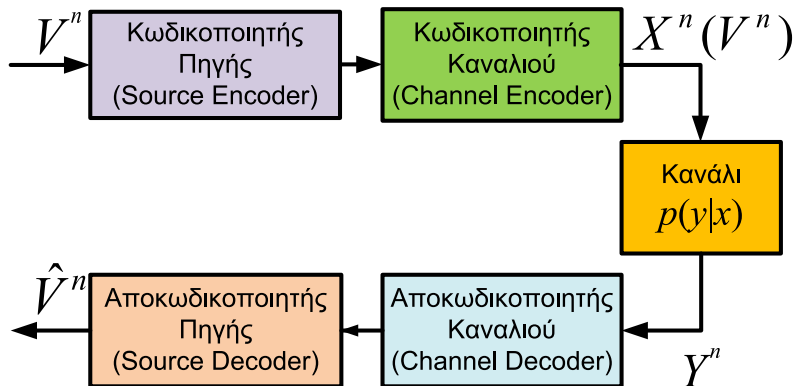 V^n
Κωδικοποιητής
Πηγής
(Source Encoder)
Κωδικοποιητής
Καναλιού
(Channel Encoder)
X^n(V^n)
Κανάλι
p(y|x)
Y^n
Αποκωδικοποιητής
Καναλιού
(Channel Decoder)
Αποκωδικοποιητής
Πηγής
(Source Decoder)
V̂^n